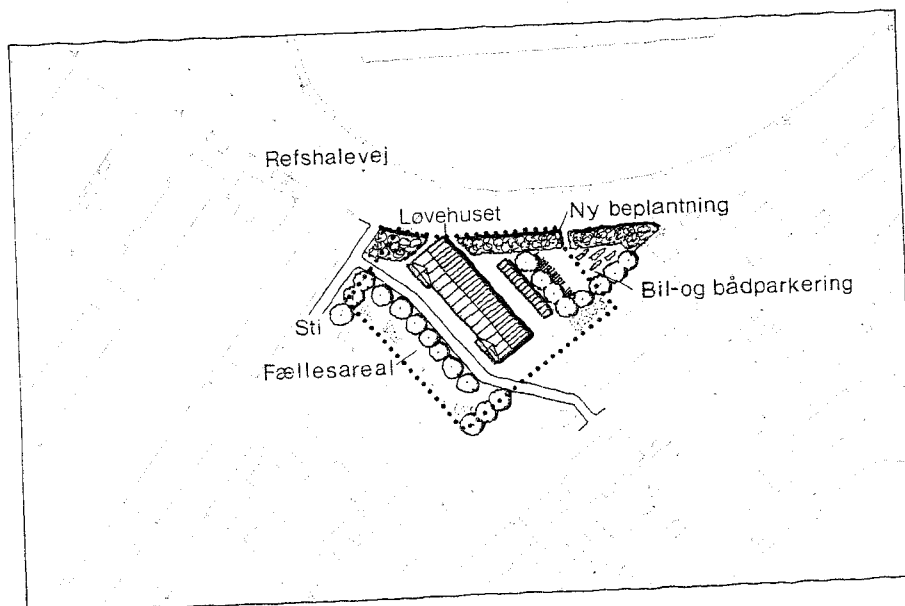 Refshalevej
Løvehuset
Ny beplantning
Bil-og bådparkering
Sti
Fællesareal